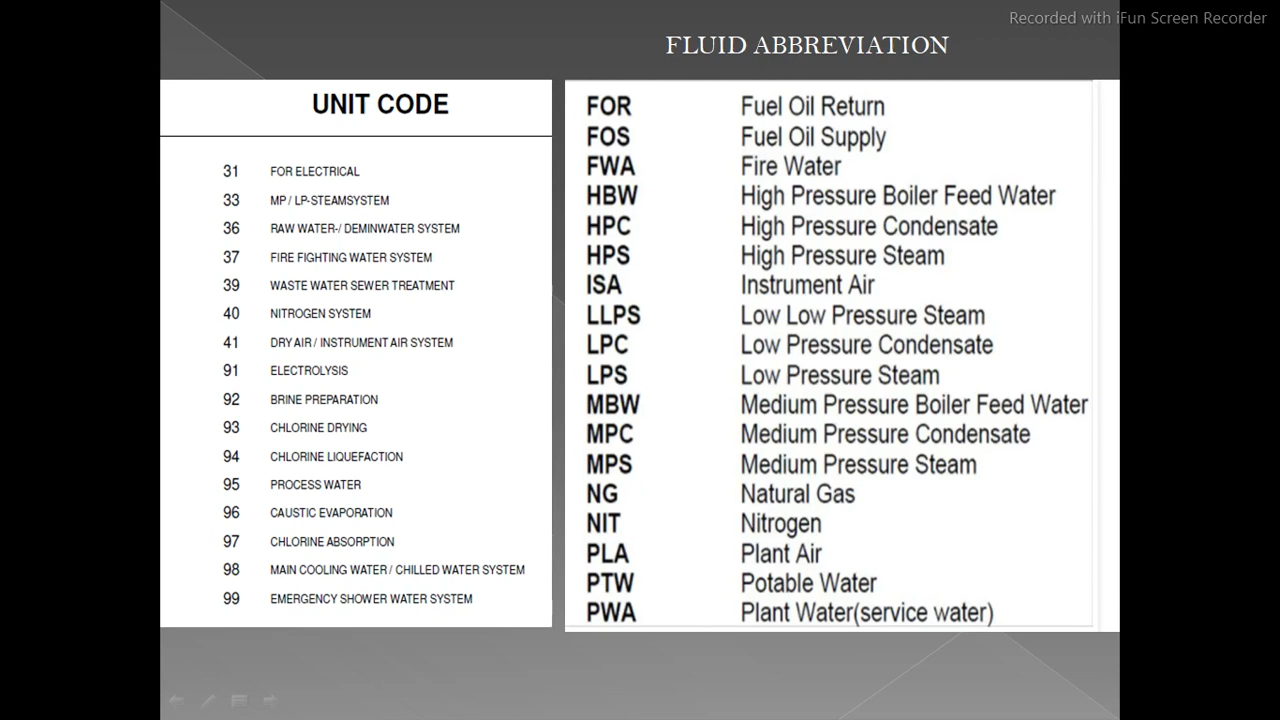 Recorded with iFun Screen Recorder
FLUID ABBREVIATION
UNIT CODE
31 FOR ELECTRICAL
33 MP / LP-STEAMSYSTEM
36 RAW WATER-/ DEMINWATER SYSTEM
37 FIRE FIGHTING WATER SYSTEM
39 WASTE WATER SEWER TREATMENT
40 NITROGEN SYSTEM
41 DRY AIR / INSTRUMENT AIR SYSTEM
91 ELECTROLYSIS
92 BRINE PREPARATION
93 CHLORINE DRYING
94 CHLORINE LIQUEFACTION
95 PROCESS WATER
96 CAUSTIC EVAPORATION
97 CHLORINE ABSORPTION
98 MAIN COOLING WATER / CHILLED WATER SYSTEM
99 EMERGENCY SHOWER WATER SYSTEM
FOR Fuel Oil Return
FOS Fuel Oil Supply
FWA Fire Water
HBW High Pressure Boiler Feed Water
HPC High Pressure Condensate
HPS High Pressure Steam
ISA Instrument Air
LLPS Low Low Pressure Steam
LPC Low Pressure Condensate
LPS Low Pressure Steam
MBW Medium Pressure Boiler Feed Water
MPC Medium Pressure Condensate
MPS Medium Pressure Steam
NG Natural Gas
NIT Nitrogen
PLA Plant Air
PTW Potable Water
PWA Plant Water(service water)